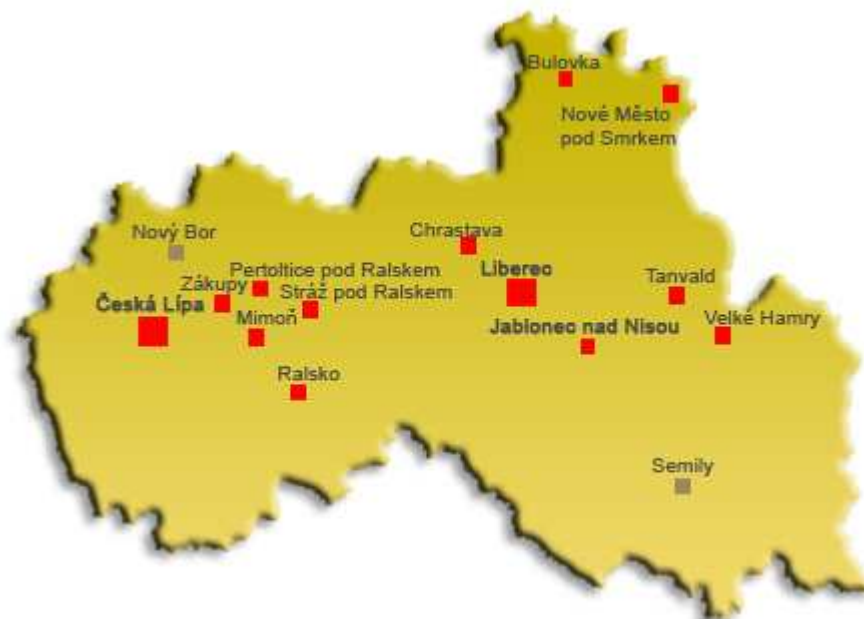 Bulovka
Nové Město
pod Smrkem
Nový Bor
Chrastava
Pertoltice pod Ralskem
Liberec
Zákupy
Stráž pod Ralskem
Tanvald
Česká Lípa
Mimoň
Jablonec nad Nisou
Velké Hamry
Ralsko
Semily